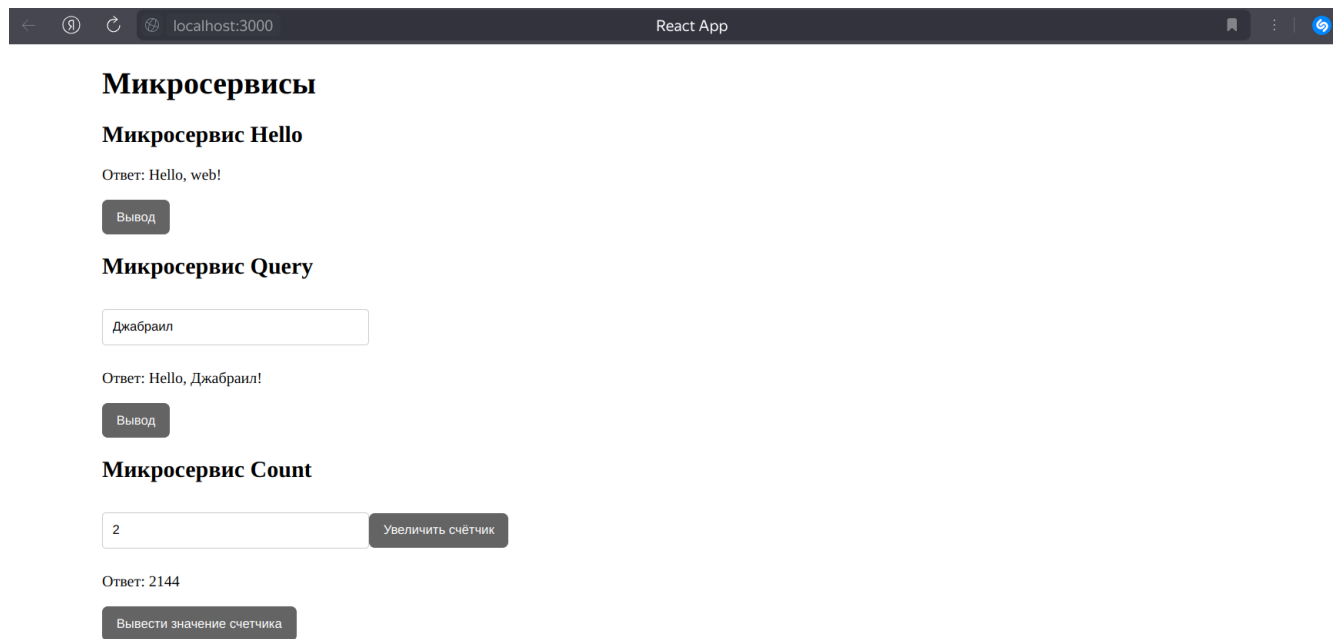 Я localhost:3000 React App
Микросервисы
Микросервис Hello
Ответ: Hello, web!
Вывод
Микросервис Query
Джабраил
Ответ: Hello, Джабраил!
Вывод
Микросервис Count
2 Увеличить счётчик
Ответ: 2144
Вывести значение счетчика